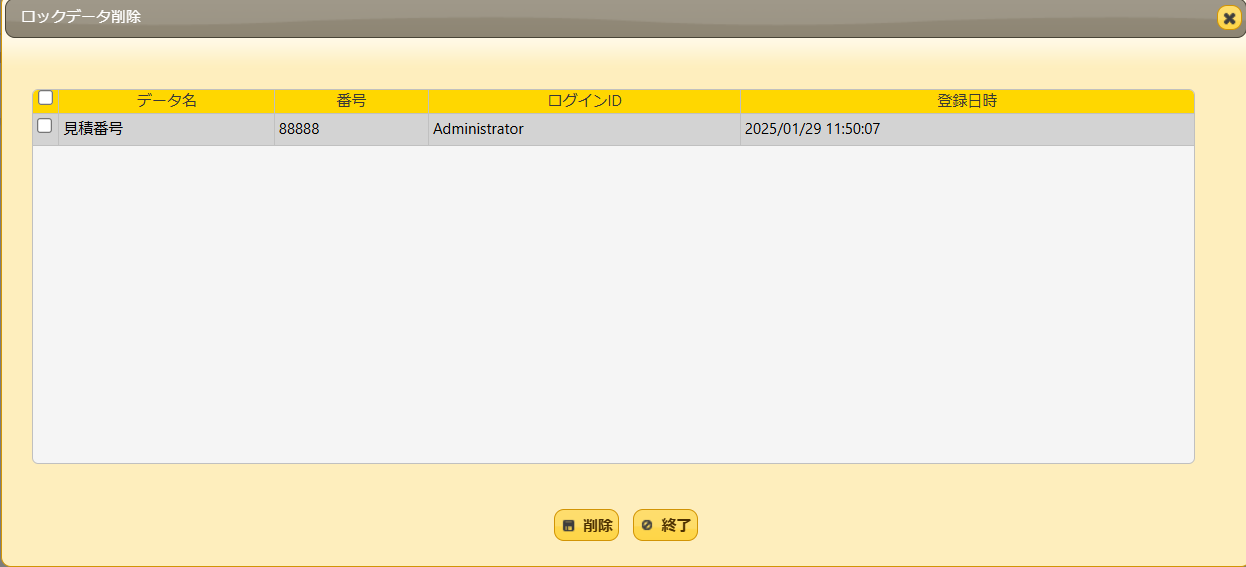 ロックデータ削除
データ名 番号 ログインID 登録日時
見積番号 88888 Administrator 2025/01/29 11:50:07
削除 終了